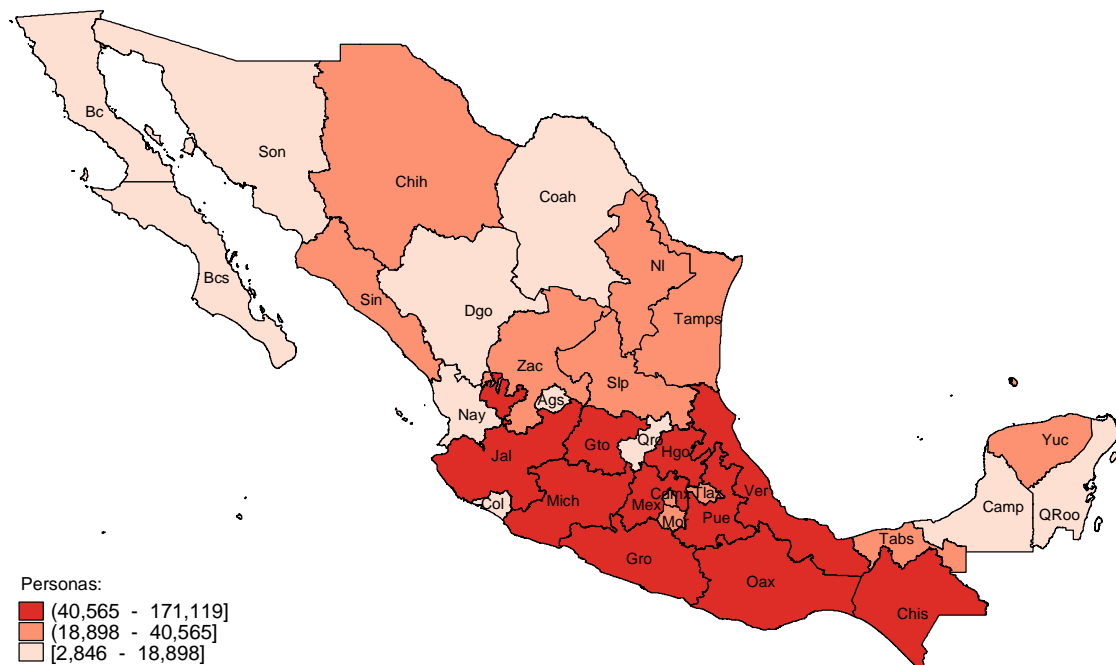 Bc
Son
Chih
Coah
Bcs
Nl
Sin
Dgo
Tamps
Zac
Slp
Ags
Nay
Qro
Yuc
Gto
Hgo
Jal
Ver
Cdmx
Tlax
Col
Mich
Mex
Mor
Pue
Camp
QRoo
Tabs
Gro
Oax
Chis
Personas:
(40,565 - 171,119]
(18,898 - 40,565]
[2,846 - 18,898]